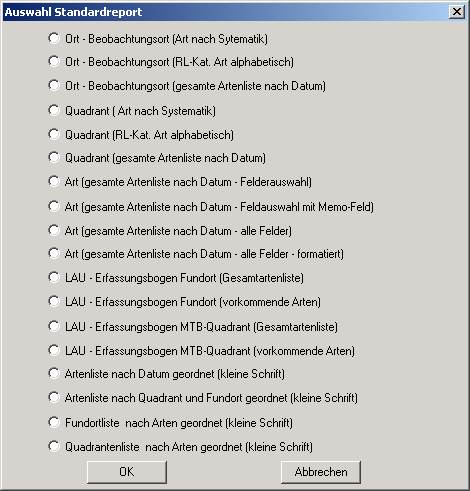 Auswahl Standardreport
Ort - Beobachtungsort (Art nach Sytematik)
Ort - Beobachtungsort (RL-Kat. Art alphabetisch)
Ort - Beobachtungsort (gesamte Artenliste nach Datum)
Quadrant ( Art nach Systematik)
Quadrant (RL-Kat. Art alphabetisch)
Quadrant (gesamte Artenliste nach Datum)
Art (gesamte Artenliste nach Datum - Felderauswahl)
Art (gesamte Artenliste nach Datum - Feldauswahl mit Memo-Feld)
Art (gesamte Artenliste nach Datum - alle Felder)
Art (gesamte Artenliste nach Datum - alle Felder - formatiert)
LAU - Erfassungsbogen Fundort (Gesamtartenliste)
LAU - Erfassungsbogen Fundort (vorkommende Arten)
LAU - Erfassungsbogen MTB-Quadrant (Gesamtartenliste)
LAU - Erfassungsbogen MTB-Quadrant (vorkommende Arten)
Artenliste nach Datum geordnet (kleine Schrift)
Artenliste nach Quadrant und Fundort geordnet (kleine Schrift)
Fundortliste  nach Arten geordnet (kleine Schrift)
Quadrantenliste  nach Arten geordnet (kleine Schrift)
OK Abbrechen